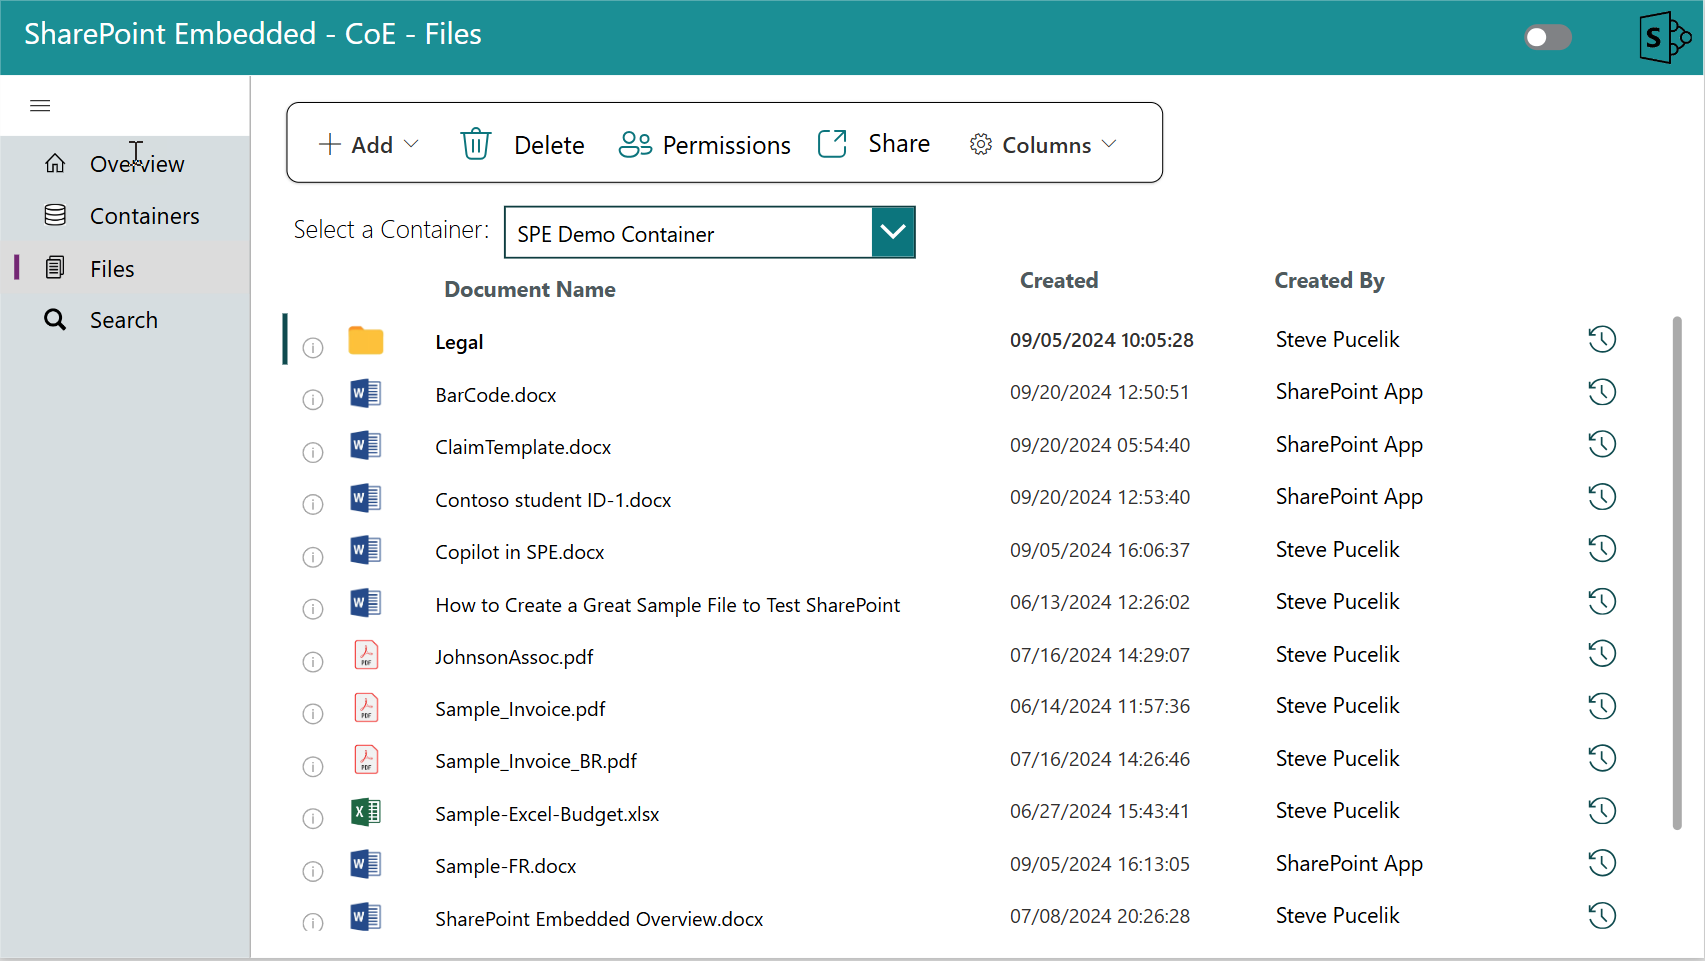 SharePoint Embedded - CoE - Files
S
Add Delete Permissions Share Columns
Overview
Containers
Files
Search
Select a Container: SPE Demo Container
Document Name Created Created By
Legal 09/05/2024 10:05:28 Steve Pucelik
W BarCode.docx 09/20/2024 12:50:51 SharePoint App
W ClaimTemplate.docx 09/20/2024 05:54:40 SharePoint App
W Contoso student ID-1.docx 09/20/2024 12:53:40 SharePoint App
W Copilot in SPE.docx 09/05/2024 16:06:37 Steve Pucelik
W How to Create a Great Sample File to Test SharePoint 06/13/2024 12:26:02 Steve Pucelik
PDF JohnsonAssoc.pdf 07/16/2024 14:29:07 Steve Pucelik
PDF Sample_Invoice.pdf 06/14/2024 11:57:36 Steve Pucelik
PDF Sample_Invoice_BR.pdf 07/16/2024 14:26:46 Steve Pucelik
X Sample-Excel-Budget.xlsx 06/27/2024 15:43:41 Steve Pucelik
W Sample-FR.docx 09/05/2024 16:13:05 SharePoint App
W SharePoint Embedded Overview.docx 07/08/2024 20:26:28 Steve Pucelik